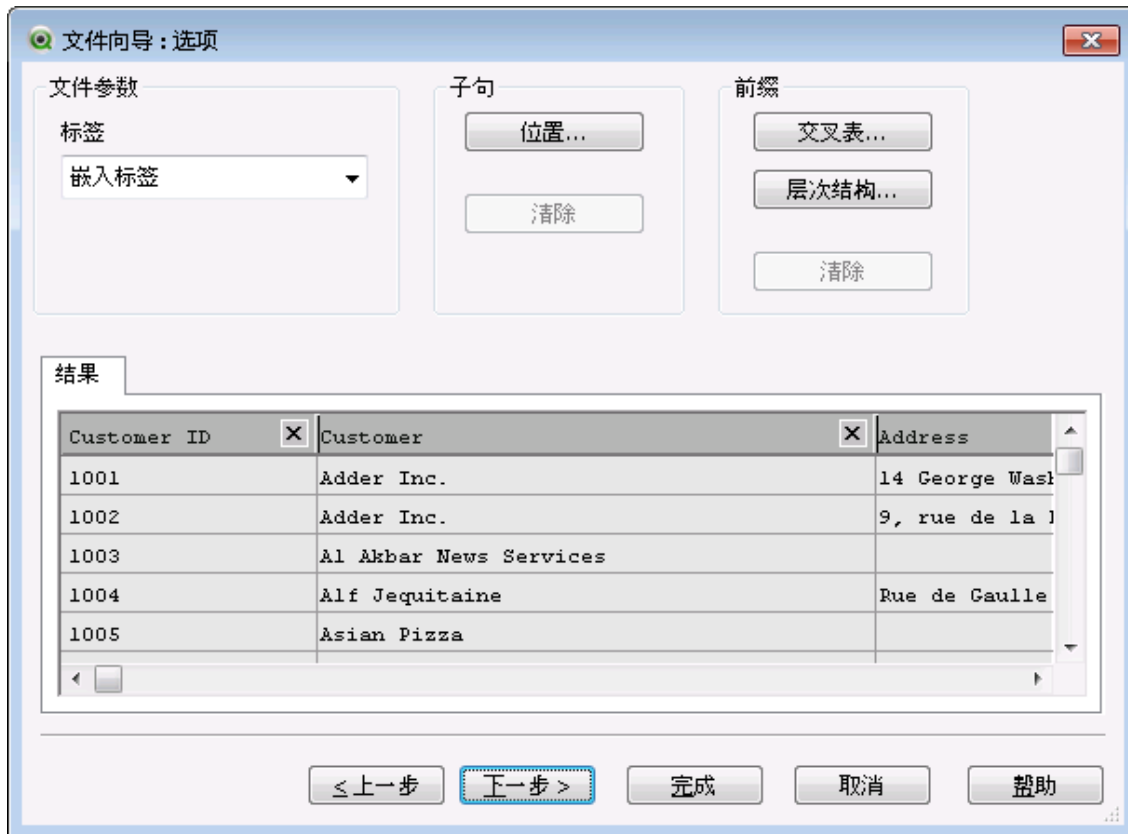 文件向导 : 选项
文件参数
标签
嵌入标签
子句
位置...
清除
前缀
交叉表...
层次结构...
清除
结果
Customer ID Customer Address
1001 Adder Inc. 14 George
1002 Adder Inc. 9, rue de la
1003 Al Akbar News Services
1004 Alf Jequitaine Rue de Gaulle
1005 Asian Pizza
< 上一步 下一步 > 完成 取消 帮助